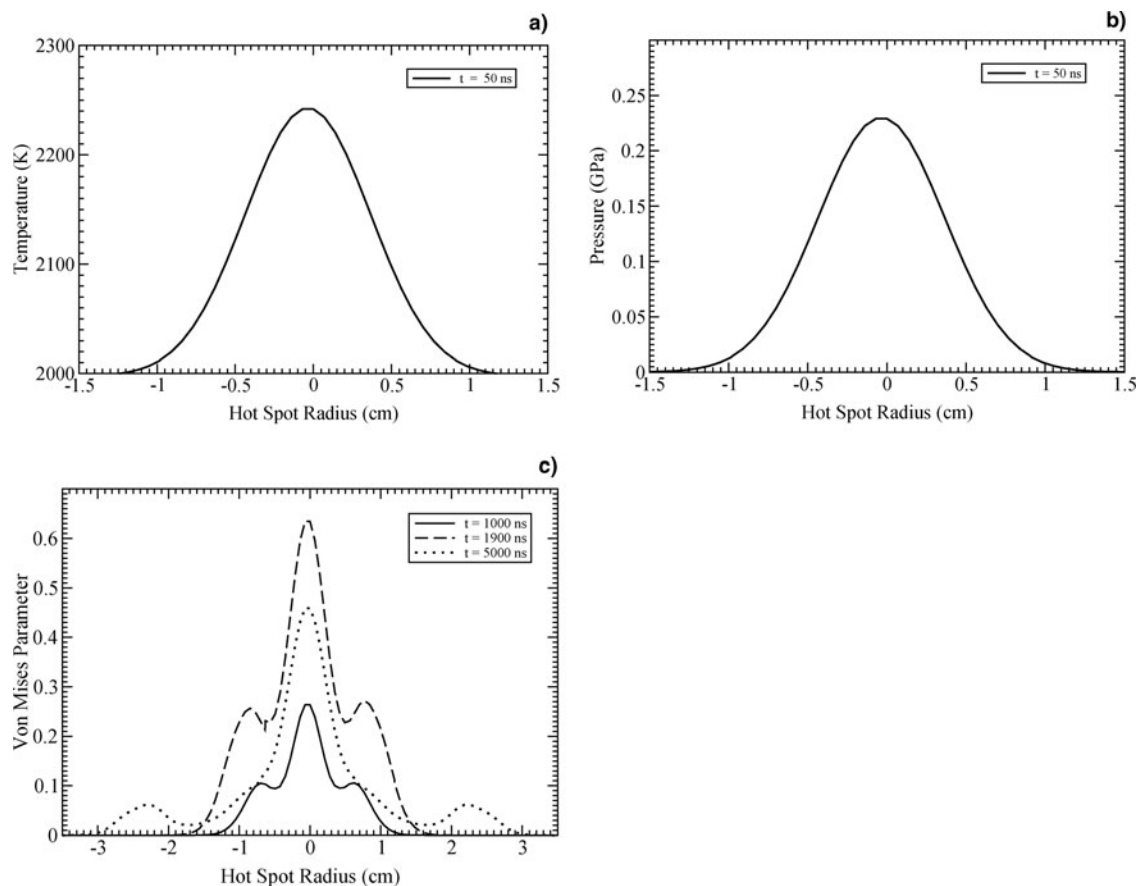 a)
2300
2200
2100
2000
Temperature (K)
t = 50 ns
-1.5 -1 -0.5 0 0.5 1 1.5
Hot Spot Radius (cm)
b)
0.25
0.2
0.15
0.1
0.05
0
Pressure (GPa)
t = 50 ns
-1.5 -1 -0.5 0 0.5 1 1.5
Hot Spot Radius (cm)
c)
0.6
0.5
0.4
0.3
0.2
0.1
0
Von Mises Parameter
t = 1000 ns
t = 1900 ns
t = 5000 ns
-3 -2 -1 0 1 2 3
Hot Spot Radius (cm)